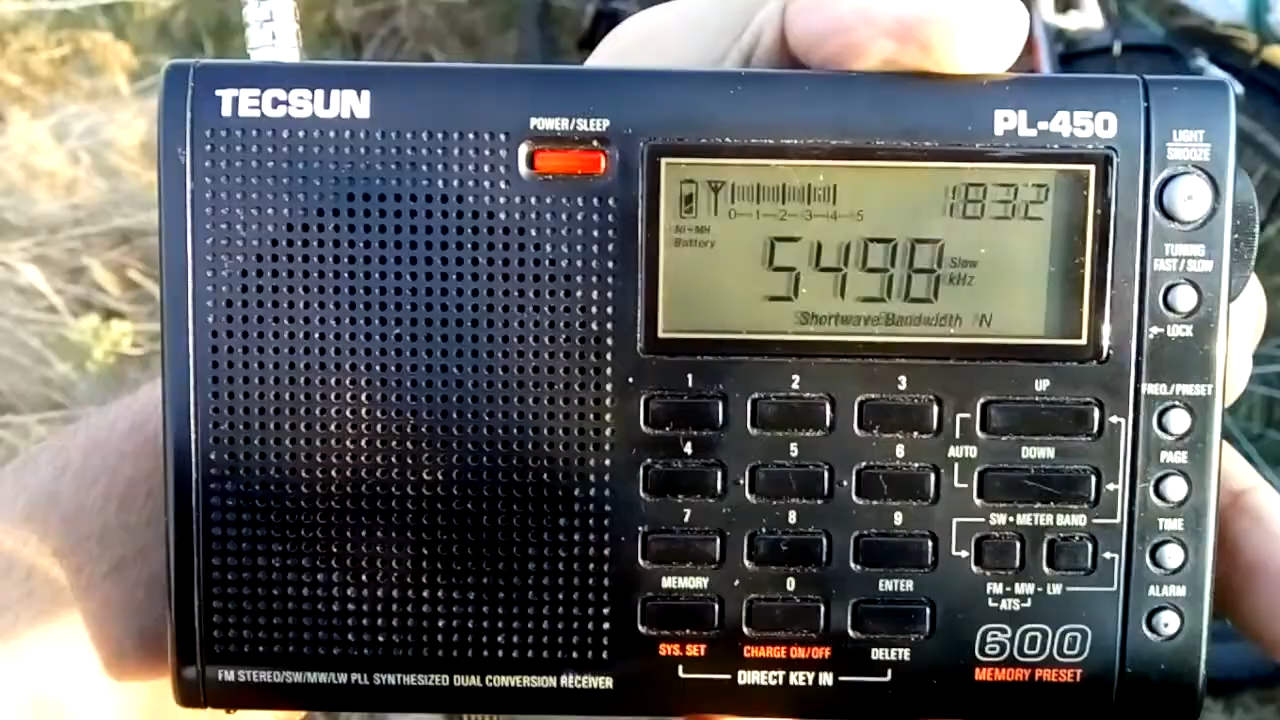 TECSUN
PL-450
POWER/SLEEP
LIGHT
SNOOZE
1832
0-1-2-3-4-5
Ni-MH
Battery
5498
Slow
kHz
Shortwave Bandwidth N
TUNING
FAST/SLOW
LOCK
1 2 3 UP
FREQ./PRESET
4 5 6 AUTO DOWN
PAGE
7 8 9 SW • METER BAND
TIME
MEMORY 0 ENTER
FM - MW - LW
ATS
ALARM
600
MEMORY PRESET
SYS. SET CHARGE ON/OFF DELETE
DIRECT KEY IN
FM STEREO/SW/MW/LW PLL SYNTHESIZED DUAL CONVERSION RECEIVER